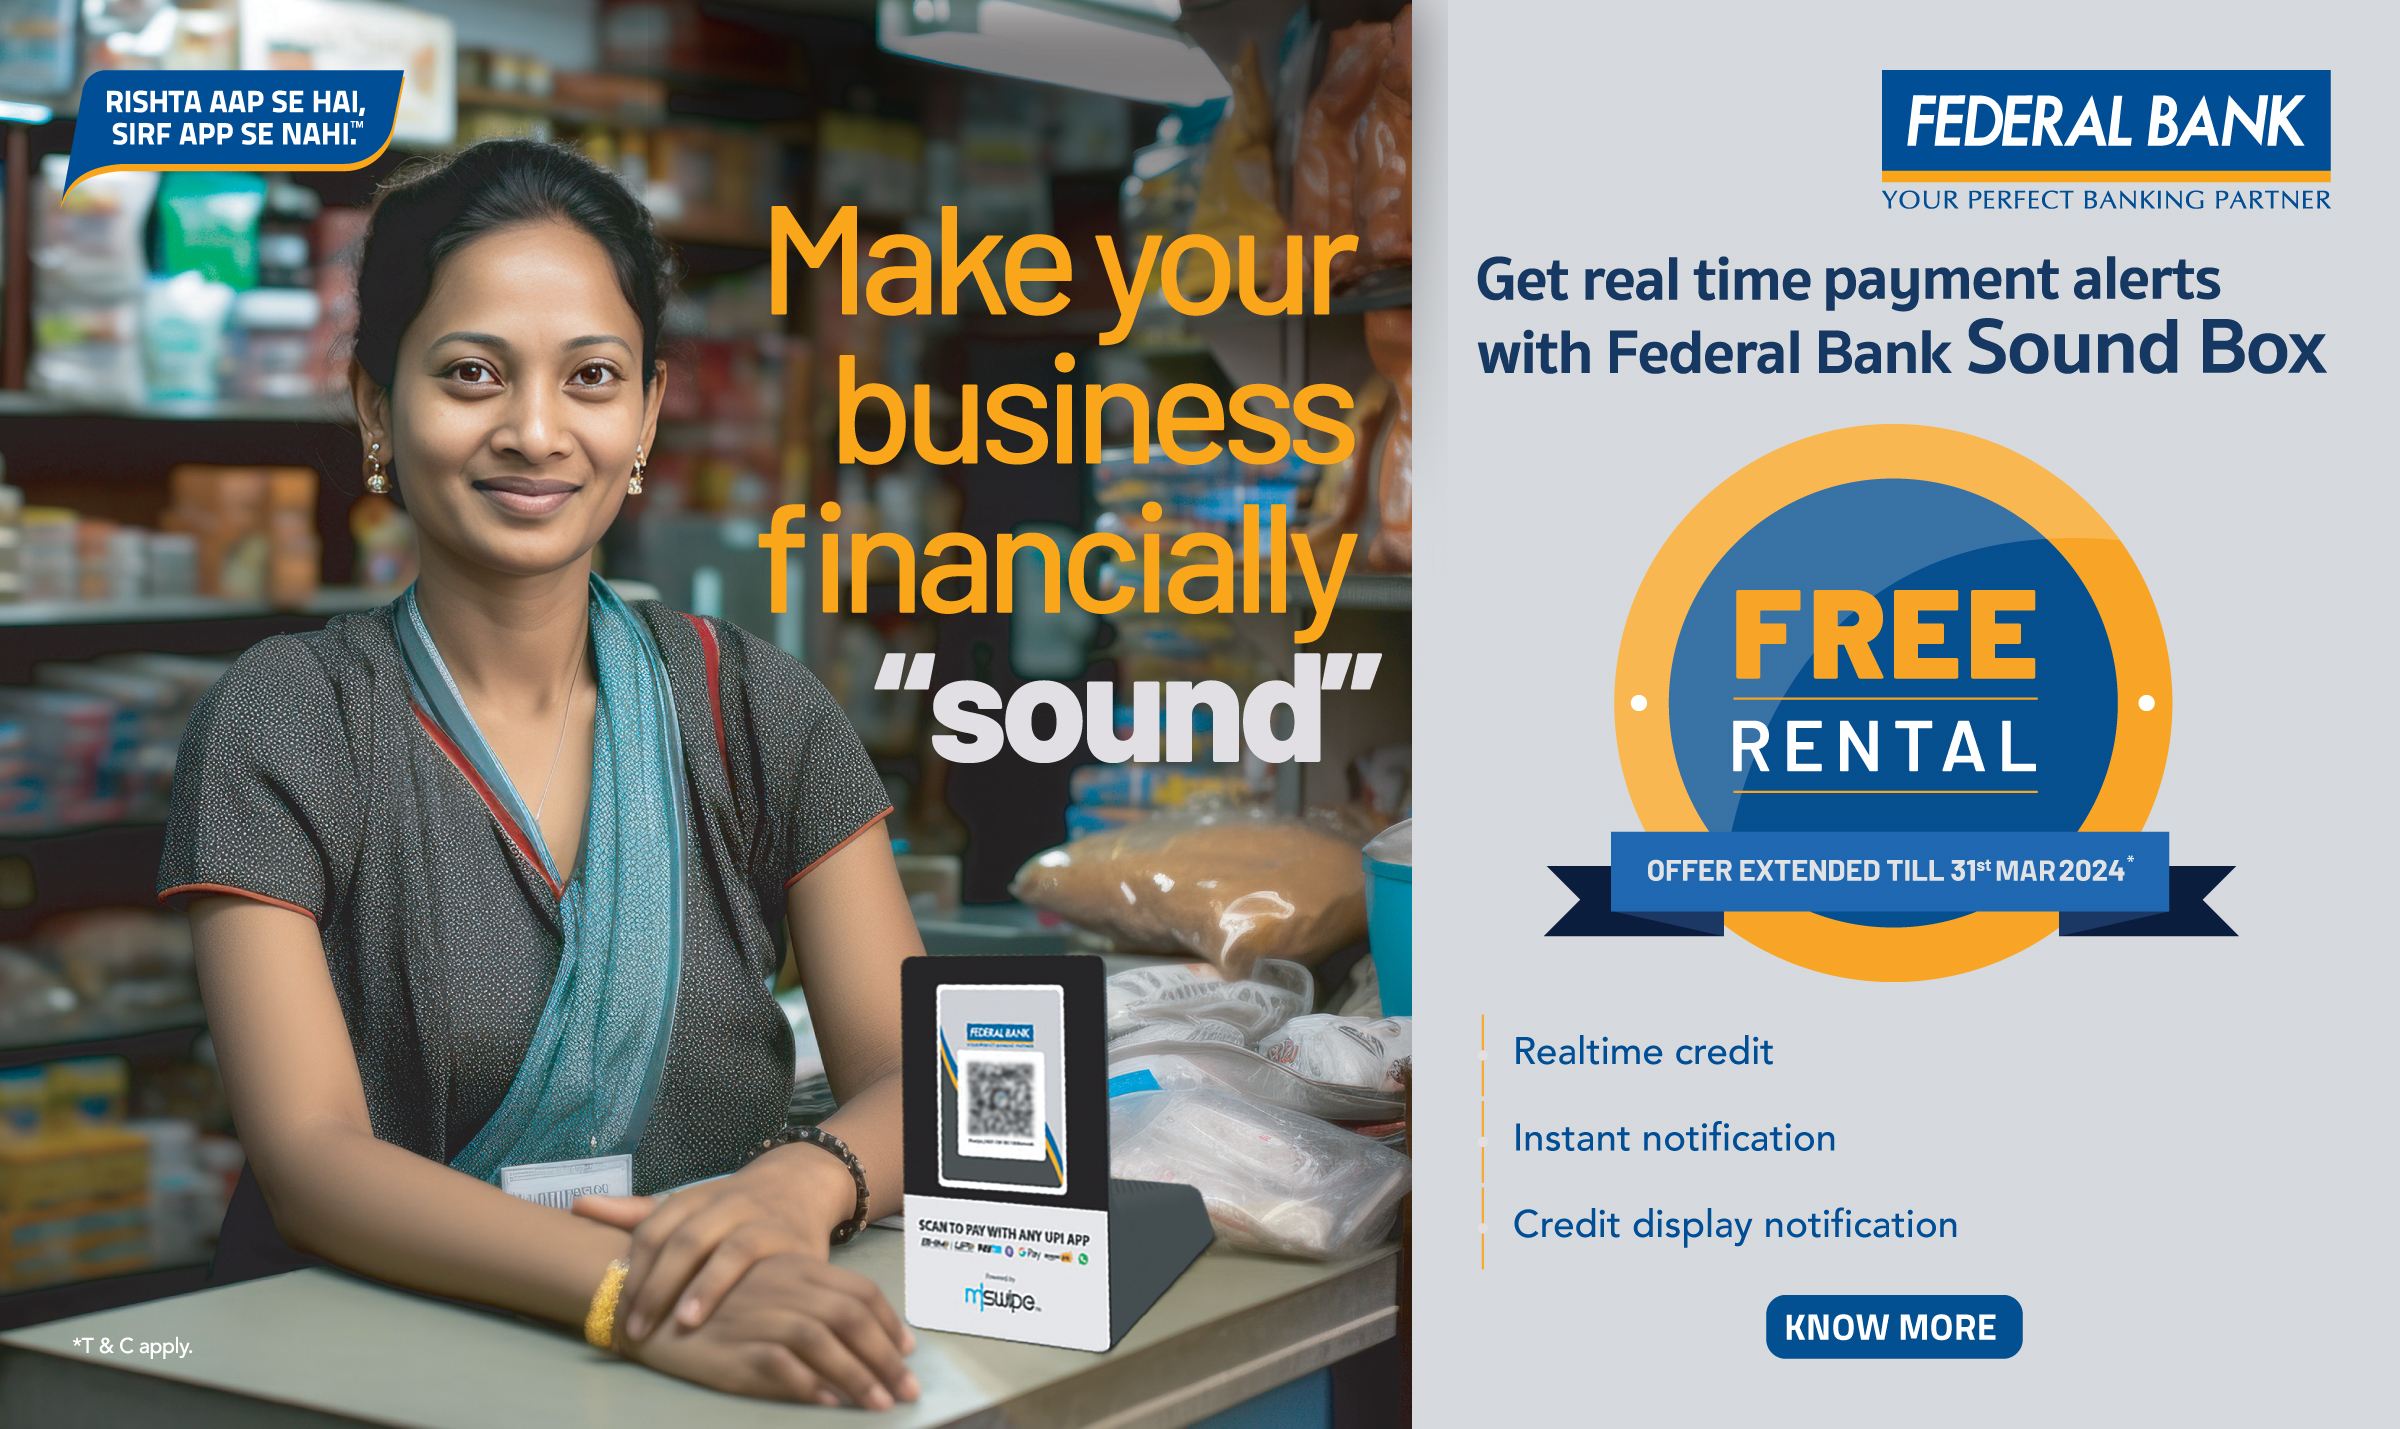 RISHTA AAP SE HAI,
SIRF APP SE NAHI.™
Make your
business
financially
“sound”
FEDERAL BANK
SCAN TO PAY WITH ANY UPI APP
G Pay
Powered by
mswipe
*T & C apply.
FEDERAL BANK
YOUR PERFECT BANKING PARTNER
Get real time payment alerts
with Federal Bank Sound Box
FREE
RENTAL
OFFER EXTENDED TILL 31st MAR 2024*
Realtime credit
Instant notification
Credit display notification
KNOW MORE